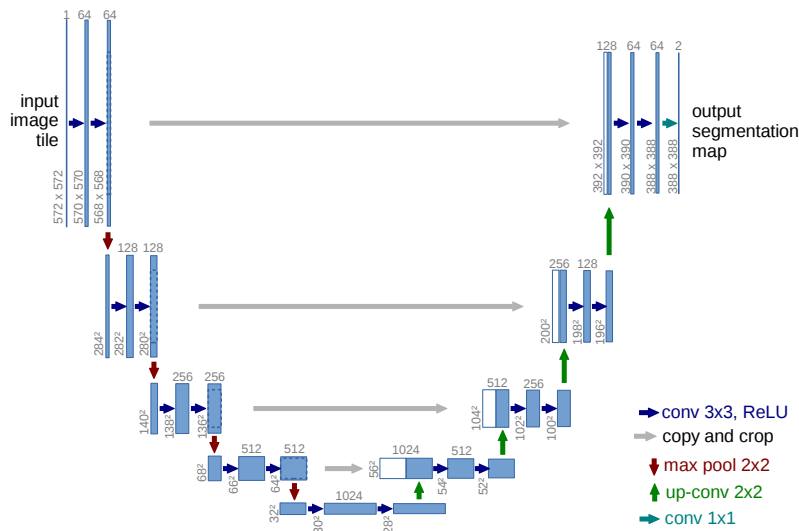 1 64 64
128 64 64 2
input
image
tile
output
segmentation
map
572 x 572
570 x 570
568 x 568
392 x 392
390 x 390
388 x 388
388 x 388
128 128
256 128
284²
282²
280²
200²
198²
196²
256 256
512 256
140²
138²
136²
104²
102²
100²
512 512
1024 512
68²
66²
64²
56²
54²
52²
1024
32²
30²
28²
conv 3x3, ReLU
copy and crop
max pool 2x2
up-conv 2x2
conv 1x1